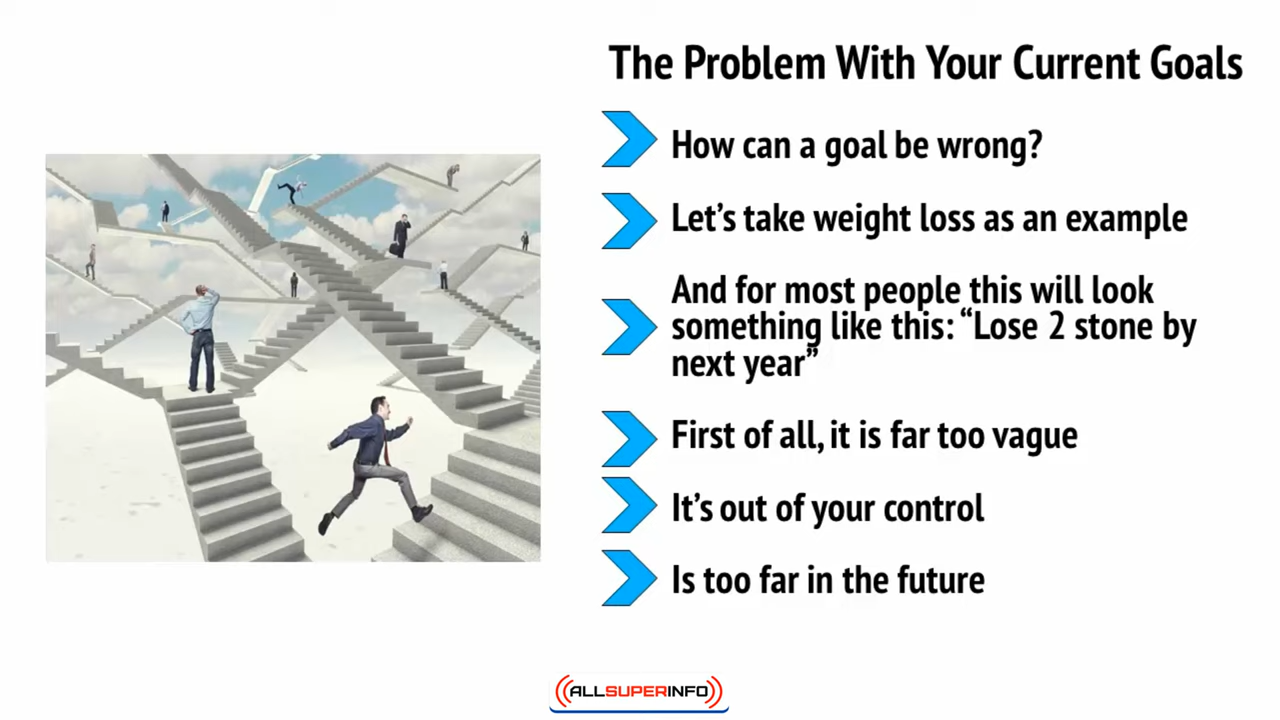 The Problem With Your Current Goals
How can a goal be wrong?
Let’s take weight loss as an example
And for most people this will look
something like this: “Lose 2 stone by
next year”
First of all, it is far too vague
It’s out of your control
Is too far in the future
ALLSUPERINFO